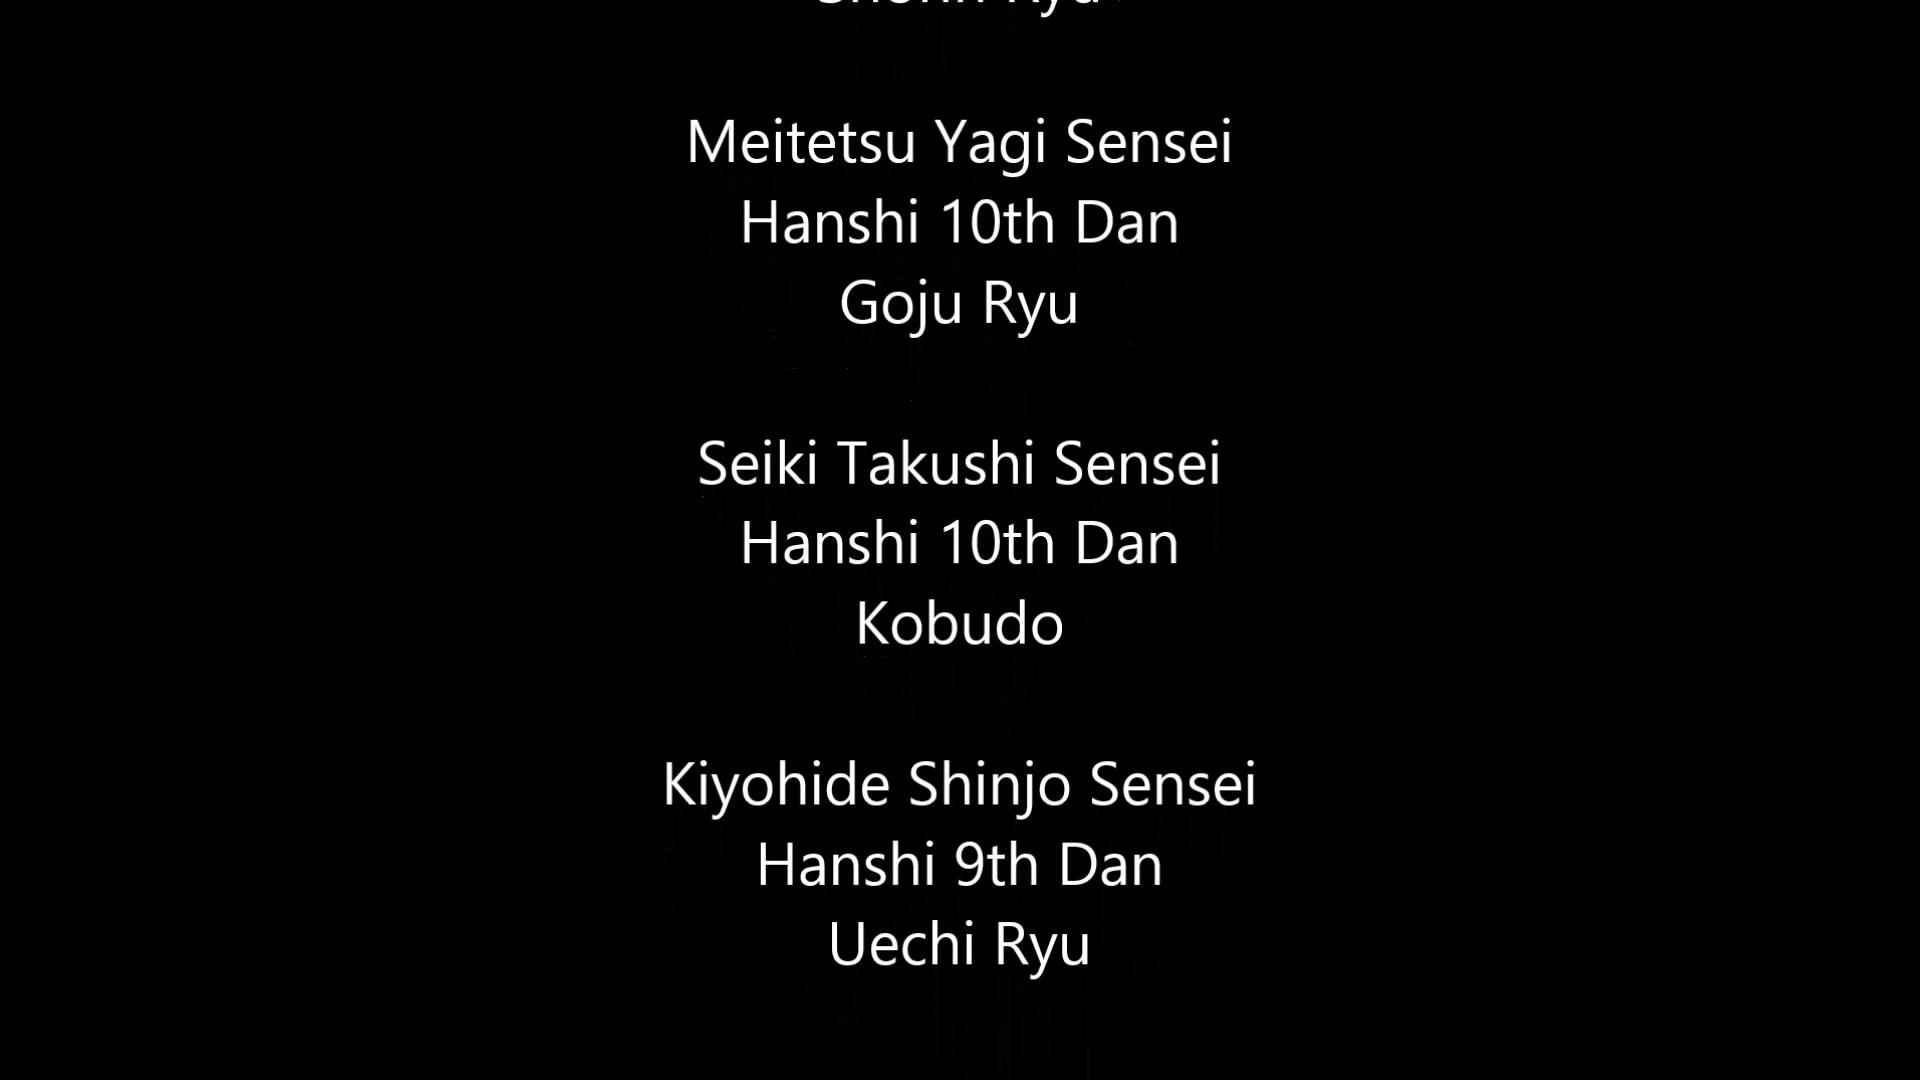 Ryu
Meitetsu Yagi Sensei
Hanshi 10th Dan
Goju Ryu
Seiki Takushi Sensei
Hanshi 10th Dan
Kobudo
Kiyohide Shinjo Sensei
Hanshi 9th Dan
Uechi Ryu